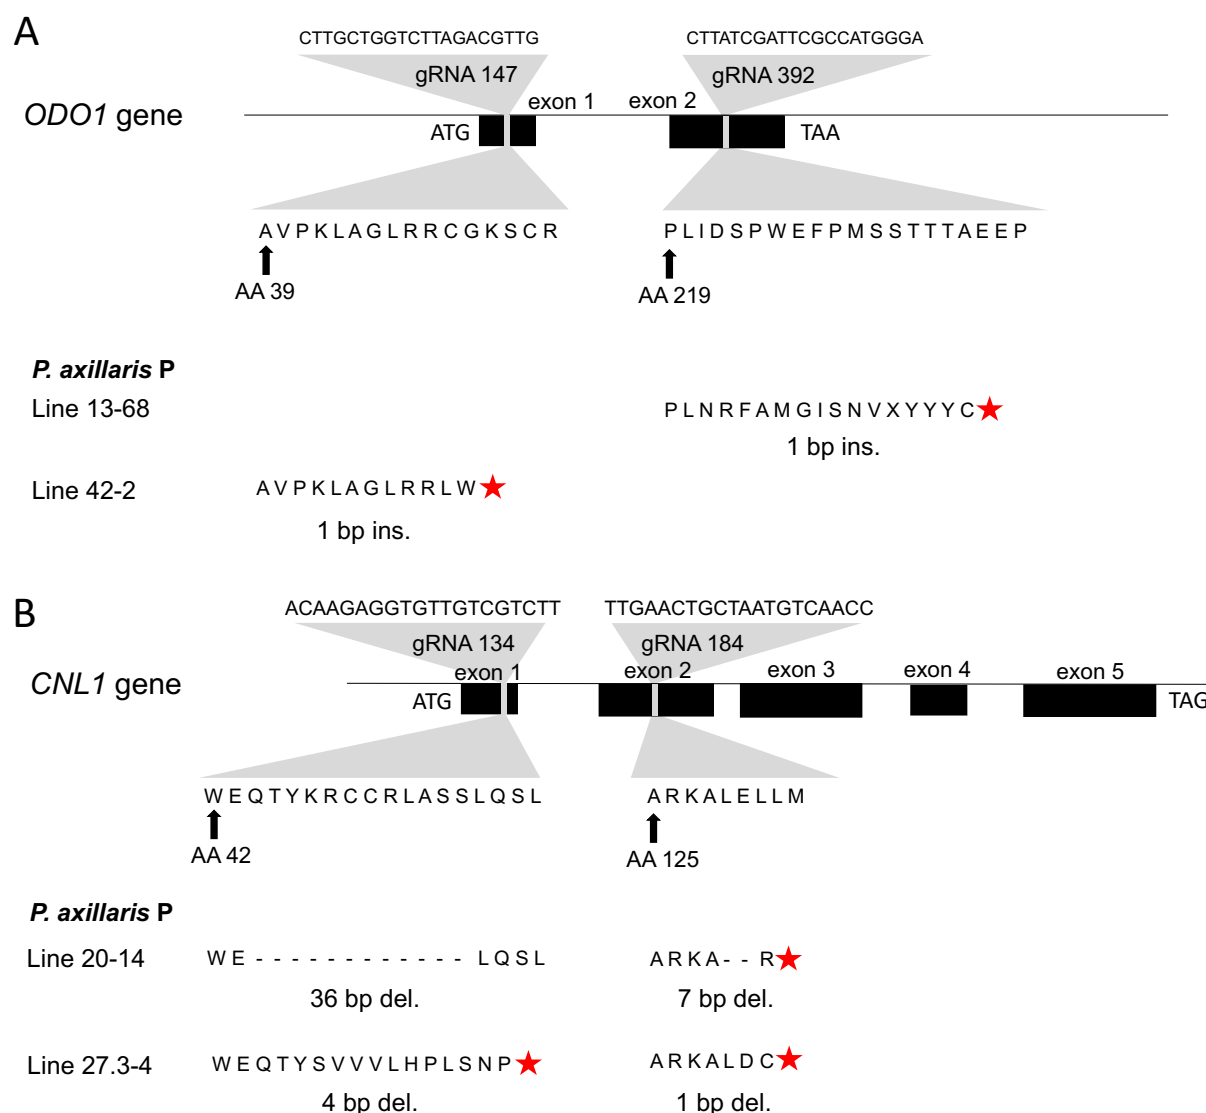 A
CTTGCTGGTCTTAGACGTTG
CTTATCGATTCGCCATGGGA
gRNA 147
gRNA 392
ODO1 gene
exon 1
exon 2
ATG
TAA
A V P K L A G L R R C G K S C R
P L I D S P W E F P M S S T T T A E E P
AA 39
AA 219
P. axillaris P
Line 13-68
P L N R F A M G I S N V X Y Y Y C
1 bp ins.
Line 42-2
A V P K L A G L R R L W
1 bp ins.
B
ACAAGAGGTGTTGTCGTCTT
TTGAACTGCTAATGTCAACC
gRNA 134
gRNA 184
CNL1 gene
exon 1
exon 2
exon 3
exon 4
exon 5
ATG
TAG
W E Q T Y K R C C R L A S S L Q S L
A R K A L E L L M
AA 42
AA 125
P. axillaris P
Line 20-14
W E - - - - - - - - - - - - L Q S L
A R K A - - R
36 bp del.
7 bp del.
Line 27.3-4
W E Q T Y S V V V L H P L S N P
A R K A L D C
4 bp del.
1 bp del.